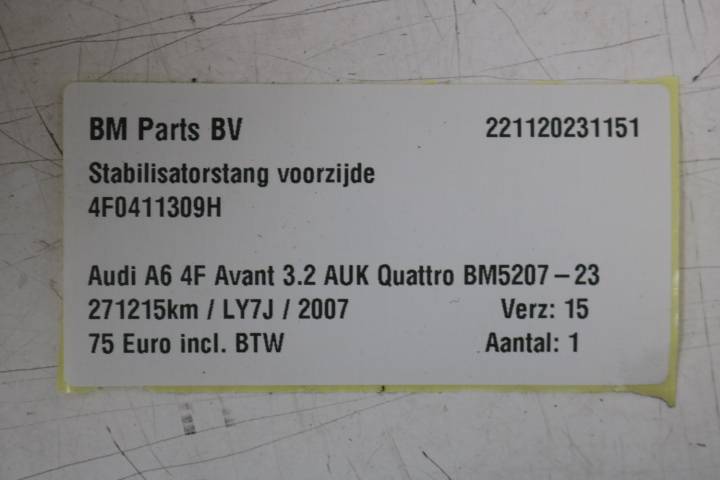 BM Parts BV 221120231151
Stabilisatorstang voorzijde
4F0411309H
Audi A6 4F Avant 3.2 AUK Quattro BM5207-23
271215km / LY7J / 2007 Verz: 15
75 Euro incl. BTW Aantal: 1